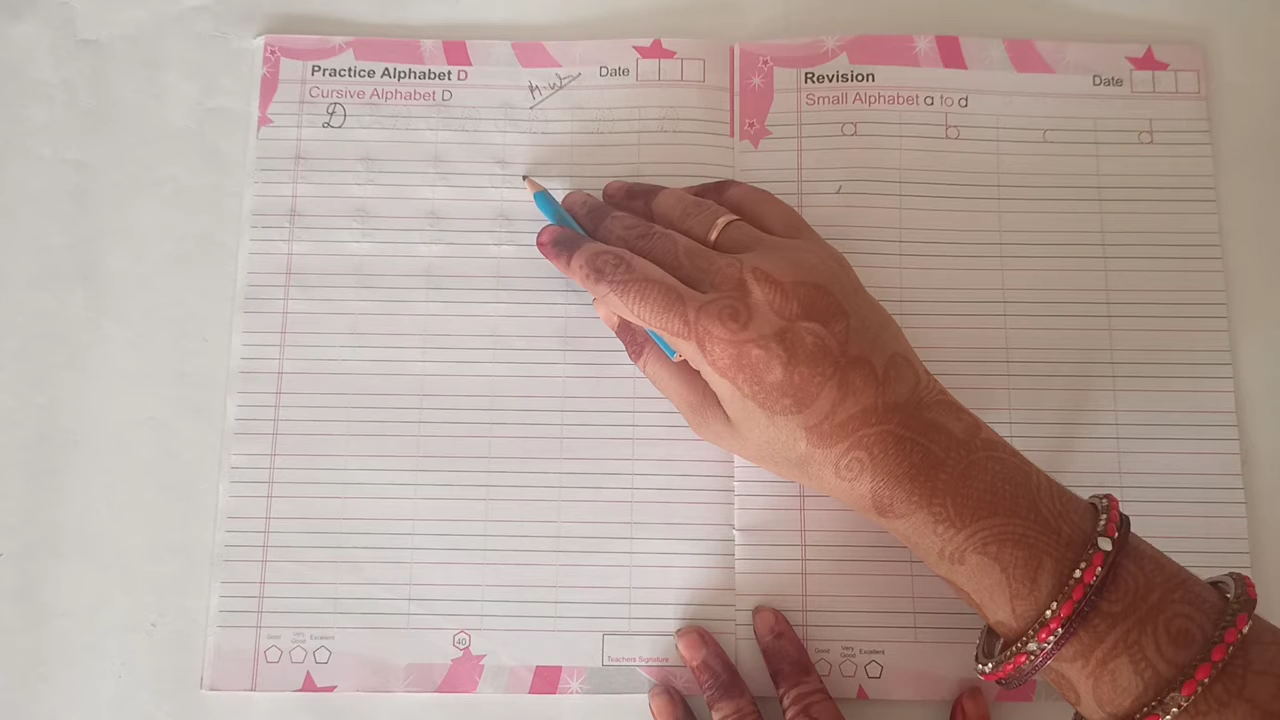 Practice Alphabet D
H.W
Date
Cursive Alphabet D
D
Good
Very Good
Excellent
40
Teachers Signature
Revision
Date
Small Alphabet a to d
a b c d
Good
Very Good
Excellent